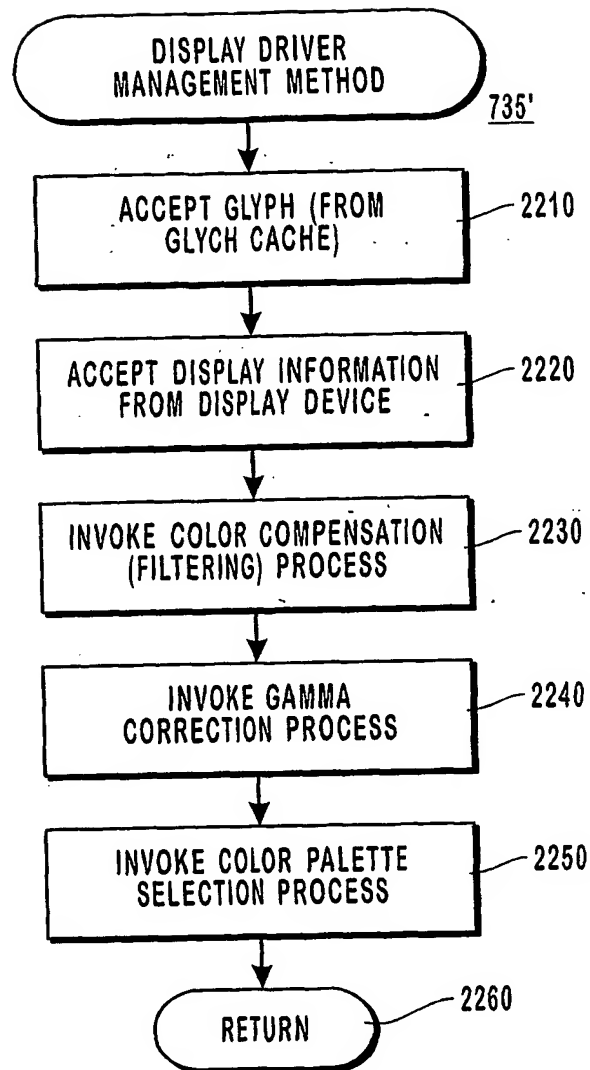 DISPLAY DRIVER
MANAGEMENT METHOD
735'
ACCEPT GLYPH (FROM
GLYCH CACHE)
2210
ACCEPT DISPLAY INFORMATION
FROM DISPLAY DEVICE
2220
INVOKE COLOR COMPENSATION
(FILTERING) PROCESS
2230
INVOKE GAMMA
CORRECTION PROCESS
2240
INVOKE COLOR PALETTE
SELECTION PROCESS
2250
RETURN
2260